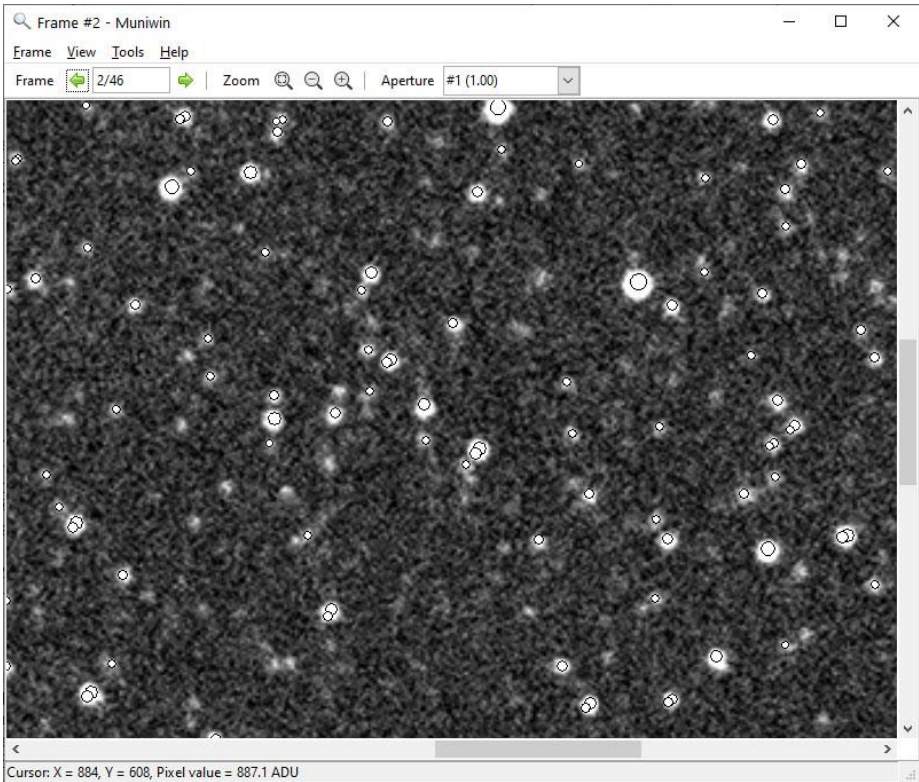 Frame #2 - Muniwin
Frame View Tools Help
Frame 2/46 Zoom Aperture #1 (1.00)
Cursor: X = 884, Y = 608, Pixel value = 887.1 ADU